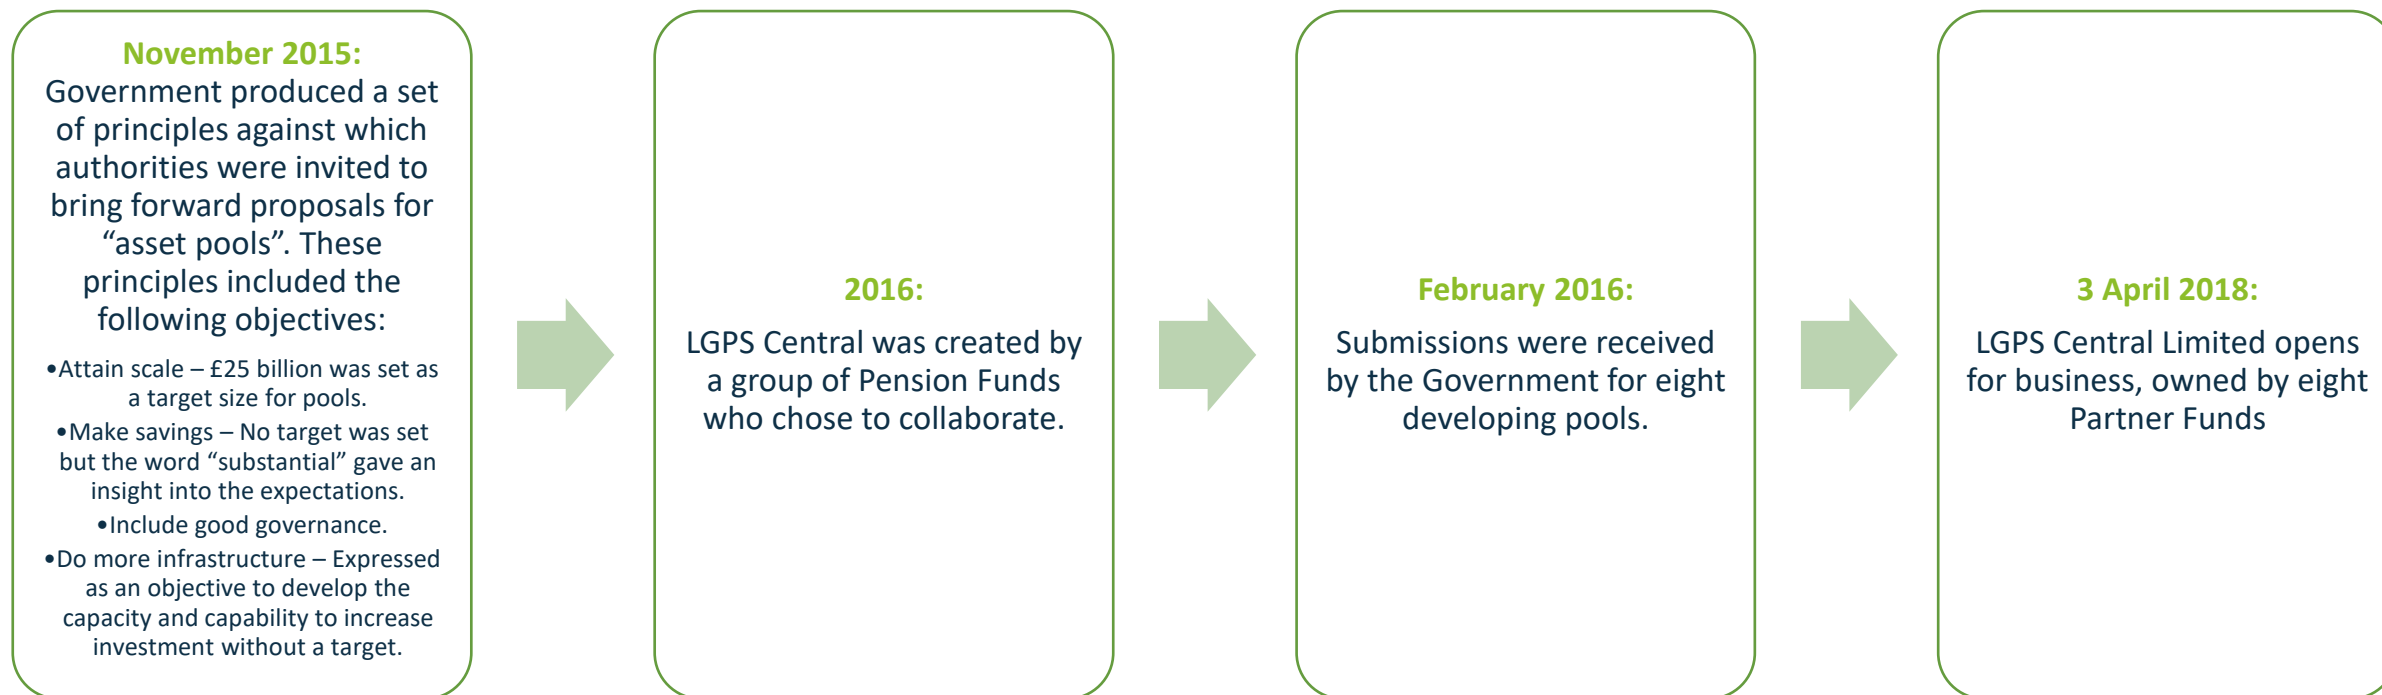 November 2015:
Government produced a set
of principles against which
authorities were invited to
bring forward proposals for
“asset pools”. These
principles included the
following objectives:
•Attain scale – £25 billion was set as
a target size for pools.
•Make savings – No target was set
but the word “substantial” gave an
insight into the expectations.
•Include good governance.
•Do more infrastructure – Expressed
as an objective to develop the
capacity and capability to increase
investment without a target.
2016:
LGPS Central was created by
a group of Pension Funds
who chose to collaborate.
February 2016:
Submissions were received
by the Government for eight
developing pools.
3 April 2018:
LGPS Central Limited opens
for business, owned by eight
Partner Funds